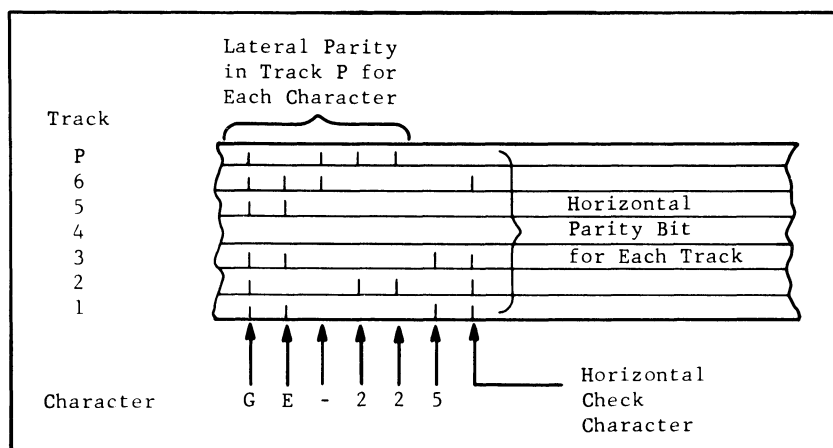 Lateral Parity
in Track P for
Each Character
Track
P
6
5
4
3
2
1
Horizontal
Parity Bit
for Each Track
Character G E - 2 2 5
Horizontal
Check
Character